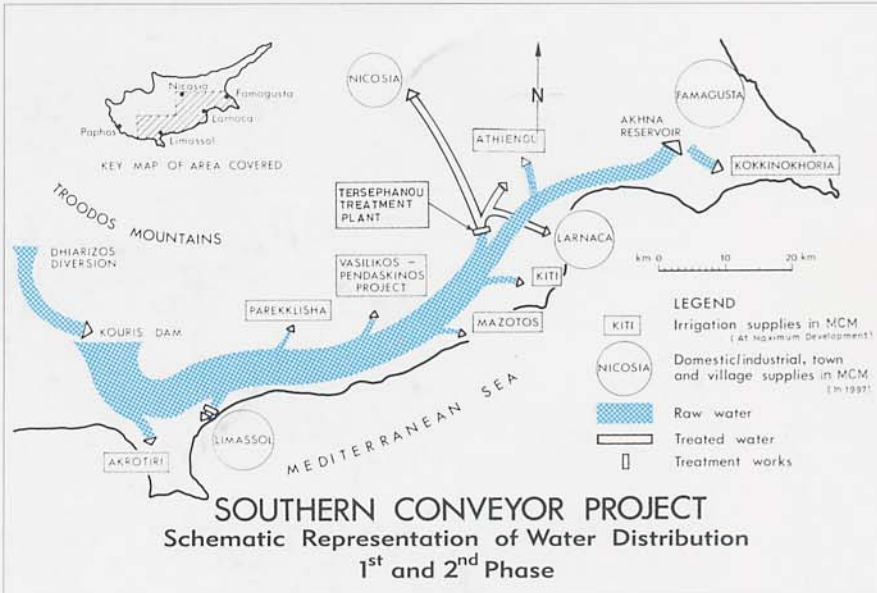 Nicosia
Famagusta
Larnaca
Paphos
Limassol
KEY MAP OF AREA COVERED
TROODOS MOUNTAINS
DHIARIZOS
DIVERSION
KOURIS DAM
AKROTIRI
PAREKKLISHA
VASILIKOS –
PENDASKINOS
PROJECT
LIMASSOL
TERSEPHANOU
TREATMENT
PLANT
NICOSIA
N
ATHIENOU
AKHNA
RESERVOIR
FAMAGUSTA
KOKKINOKHORIA
LARNACA
KITI
MAZOTOS
MEDITERRANEAN SEA
km 0 10 20 km
LEGEND
KITI Irrigation supplies in MCM
( At Maximum Development )
NICOSIA Domestic/industrial, town
and village supplies in MCM
( In 1997 )
Raw water
Treated water
Treatment works
SOUTHERN CONVEYOR PROJECT
Schematic Representation of Water Distribution
1st and 2nd Phase